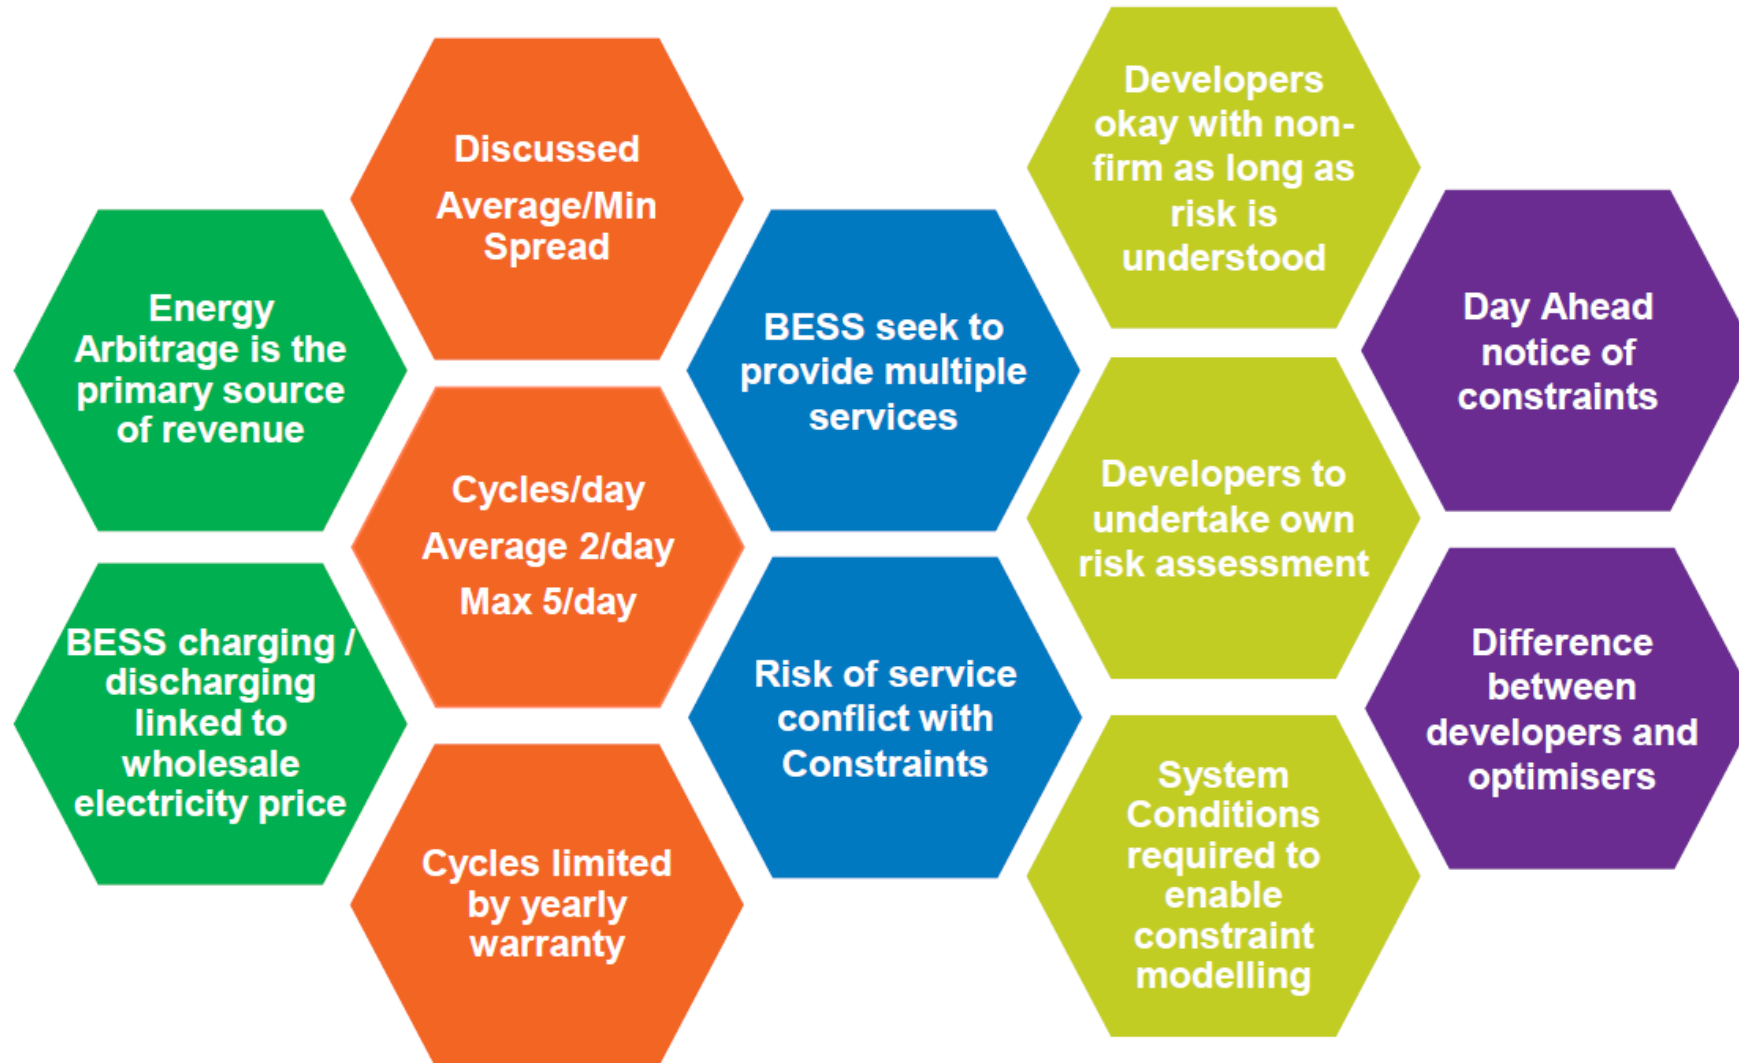 Energy
Arbitrage is the
primary source
of revenue
BESS charging /
discharging
linked to
wholesale
electricity price
Discussed
Average/Min
Spread
Cycles/day
Average 2/day
Max 5/day
Cycles limited
by yearly
warranty
BESS seek to
provide multiple
services
Risk of service
conflict with
Constraints
Developers
okay with non-
firm as long as
risk is
understood
Developers to
undertake own
risk assessment
System
Conditions
required to
enable
constraint
modelling
Day Ahead
notice of
constraints
Difference
between
developers and
optimisers